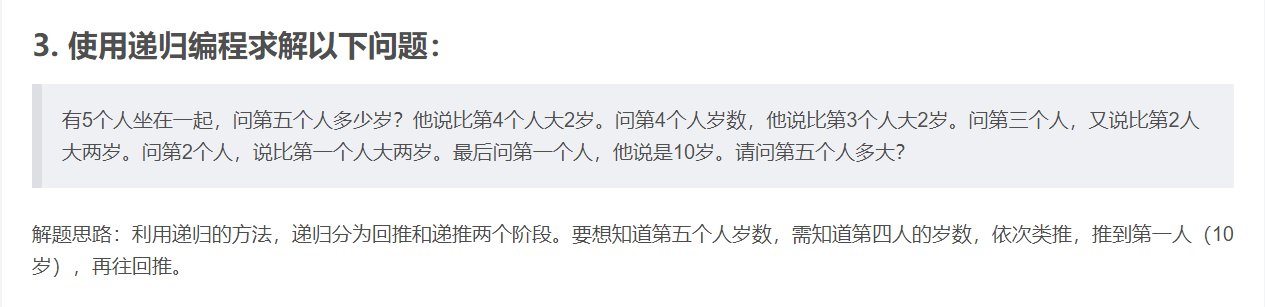 3. 使用递归编程求解以下问题：
有5个人坐在一起，问第五个人多少岁？他说比第4个人大2岁。问第4个人岁数，他说比第3个人大2岁。问第三个人，又说比第2人
大两岁。问第2个人，说比第一个人大两岁。最后问第一个人，他说是10岁。请问第五个人多大？
解题思路：利用递归的方法，递归分为回推和递推两个阶段。要想知道第五个人岁数，需知道第四人的岁数，依次类推，推到第一人（10
岁），再往回推。